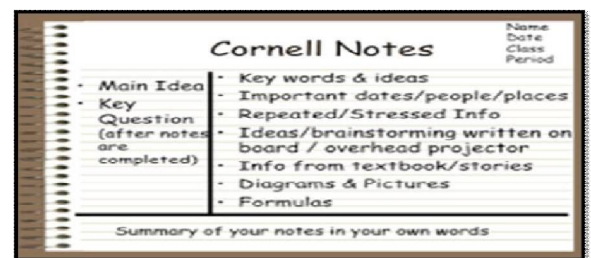 Name
Date
Class
Period
Cornell Notes
• Main Idea
• Key
Question
(after notes
are
completed)
• Key words & ideas
• Important dates/people/places
• Repeated/Stressed Info
• Ideas/brainstorming written on
board / overhead projector
• Info from textbook/stories
• Diagrams & Pictures
• Formulas
Summary of your notes in your own words